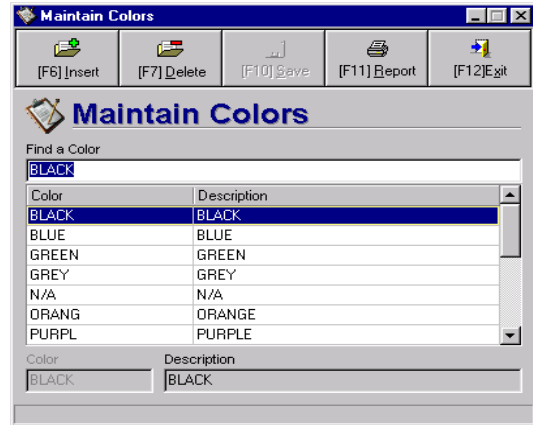 Maintain Colors
[F6] Insert [F7] Delete [F10] Save [F11] Report [F12]Exit
Maintain Colors
Find a Color
BLACK
Color Description
BLACK BLACK
BLUE BLUE
GREEN GREEN
GREY GREY
N/A N/A
ORANG ORANGE
PURPL PURPLE
Color Description
BLACK BLACK